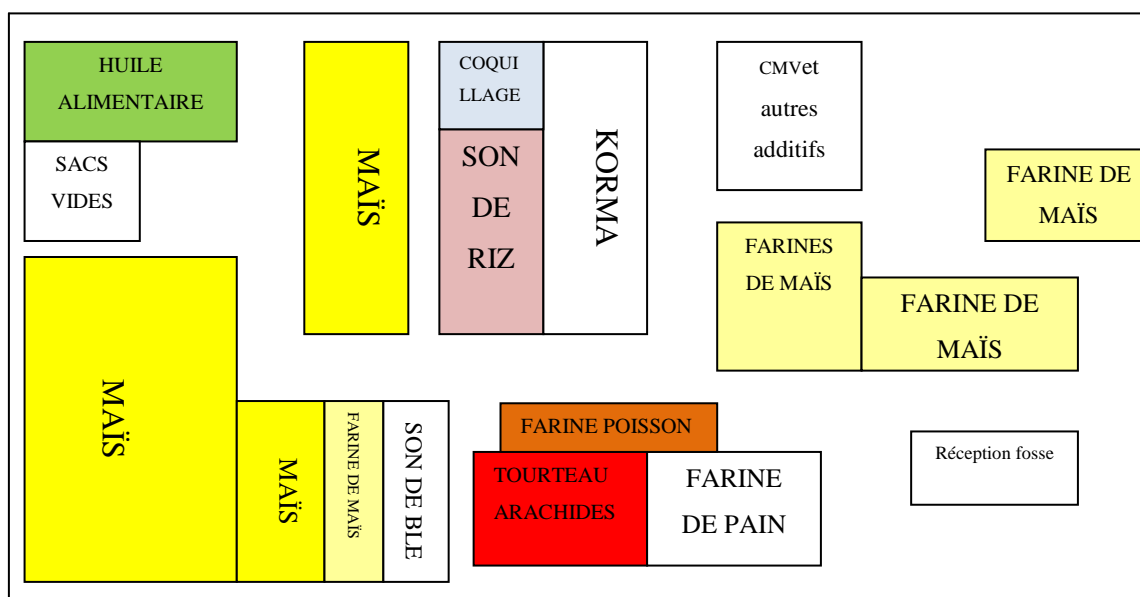 HUILE
ALIMENTAIRE
SACS
VIDES
MAÏS
COQUI
LLAGE
SON
DE
RIZ
KORMA
CMVet
autres
additifs
FARINE DE
MAÏS
FARINES
DE MAÏS
FARINE DE
MAÏS
MAÏS
MAÏS
FARINE DE MAÏS
SON DE BLE
FARINE POISSON
TOURTEAU
ARACHIDES
FARINE
DE PAIN
Réception fosse